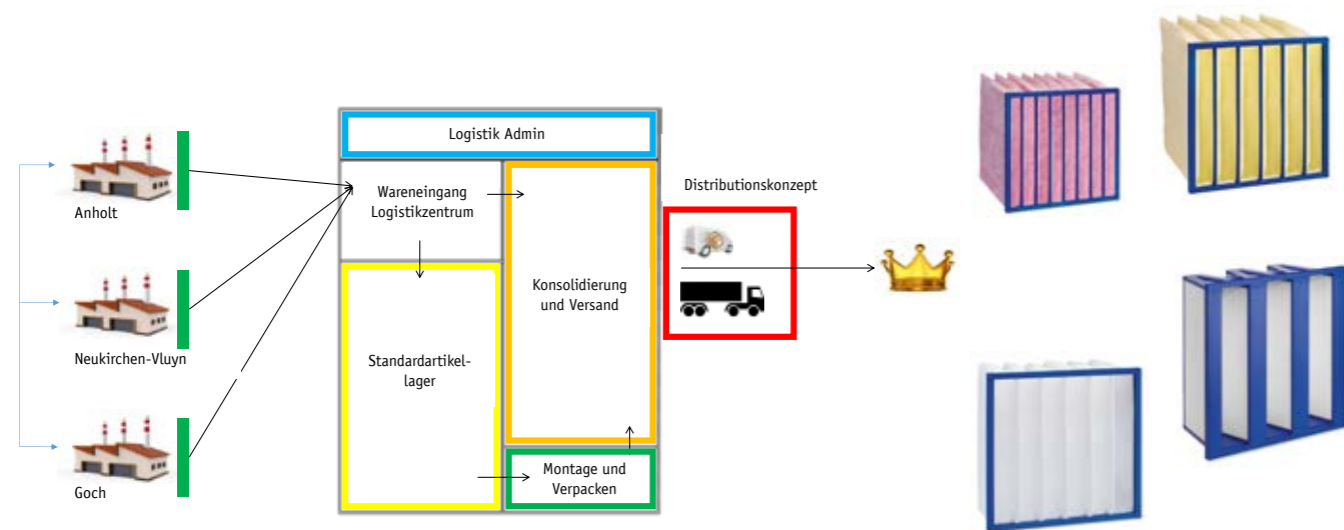 Anholt
Neukirchen-Vluyn
Goch
Logistik Admin
Wareneingang
Logistikzentrum
Standardartikel-
lager
Konsolidierung
und Versand
Montage und
Verpacken
Distributionskonzept